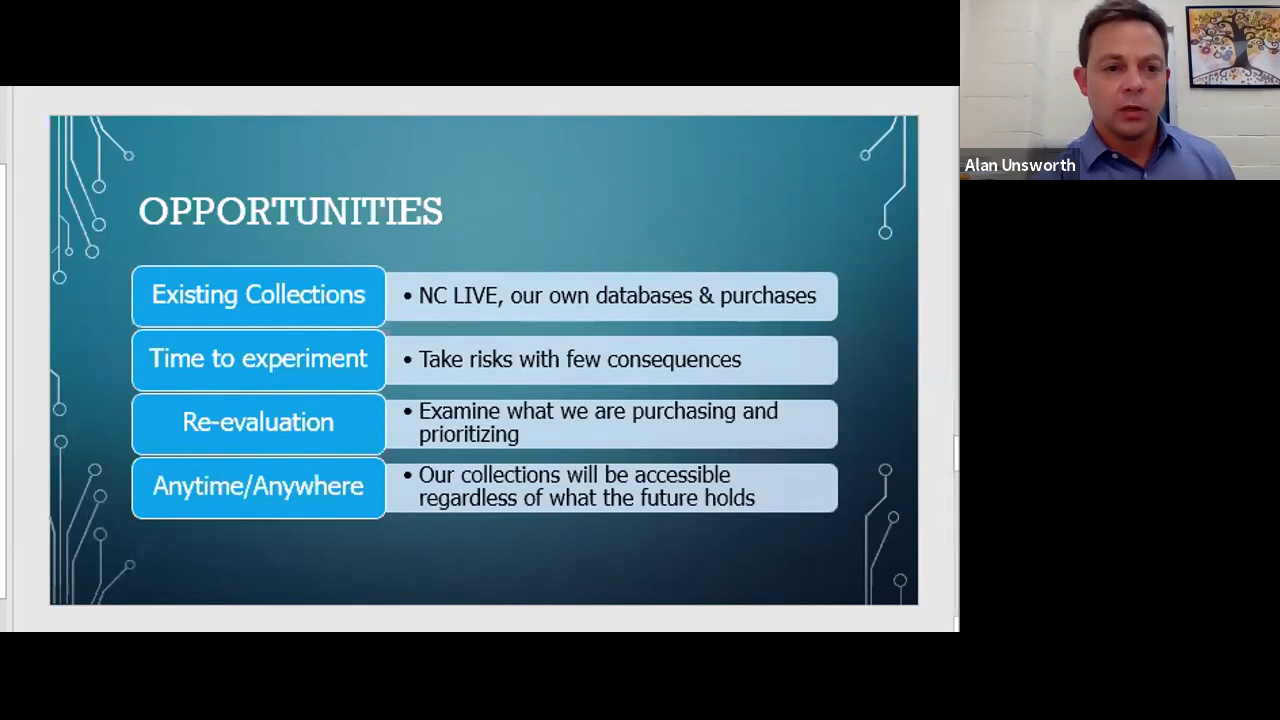 Alan Unsworth
OPPORTUNITIES
Existing Collections
• NC LIVE, our own databases & purchases
Time to experiment
• Take risks with few consequences
Re-evaluation
• Examine what we are purchasing and
prioritizing
Anytime/Anywhere
• Our collections will be accessible
regardless of what the future holds